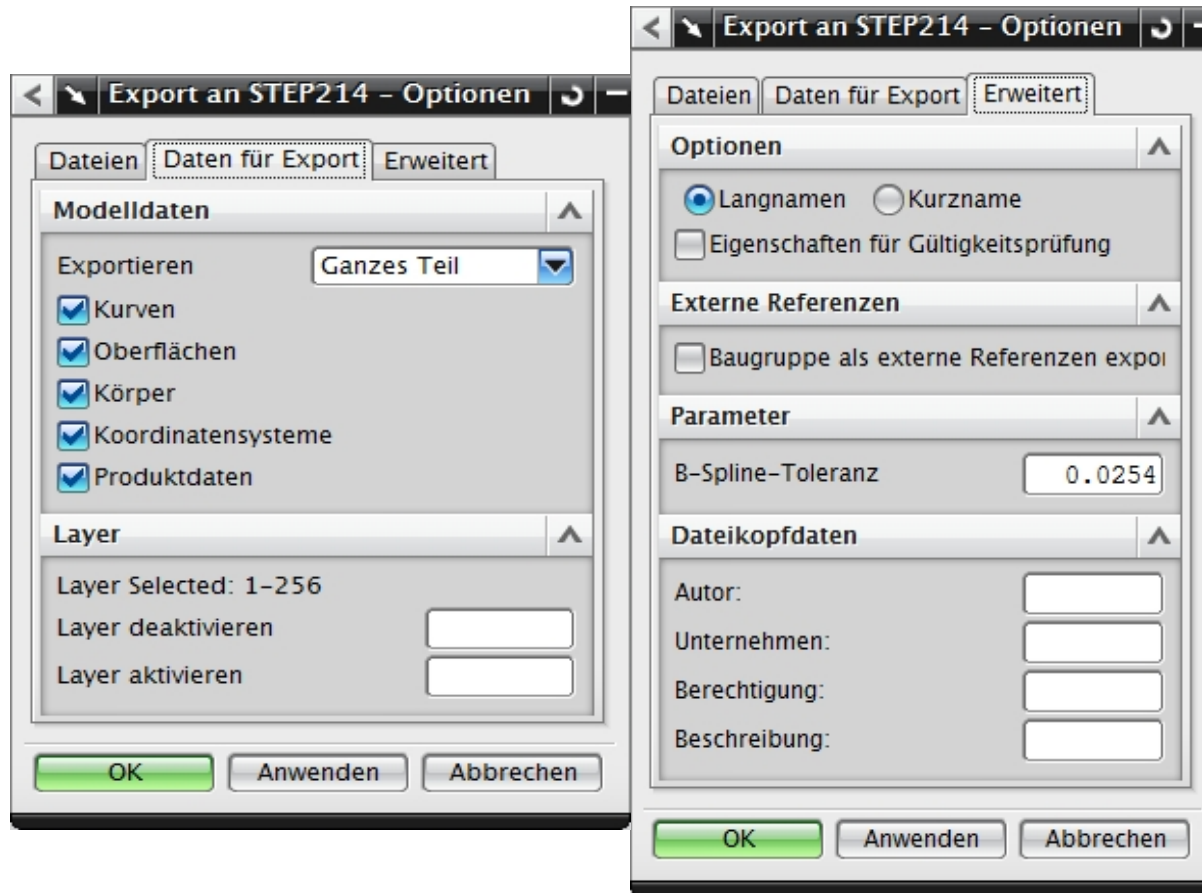 Export an STEP214 – Optionen
Dateien Daten für Export Erweitert
Modelldaten
Exportieren Ganzes Teil
Kurven
Oberflächen
Körper
Koordinatensysteme
Produktdaten
Layer
Layer Selected: 1–256
Layer deaktivieren
Layer aktivieren
OK Anwenden Abbrechen
Export an STEP214 – Optionen
Dateien Daten für Export Erweitert
Optionen
Langnamen Kurzname
Eigenschaften für Gültigkeitsprüfung
Externe Referenzen
Baugruppe als externe Referenzen expor
Parameter
B-Spline-Toleranz 0.0254
Dateikopfdaten
Autor:
Unternehmen:
Berechtigung:
Beschreibung:
OK Anwenden Abbrechen